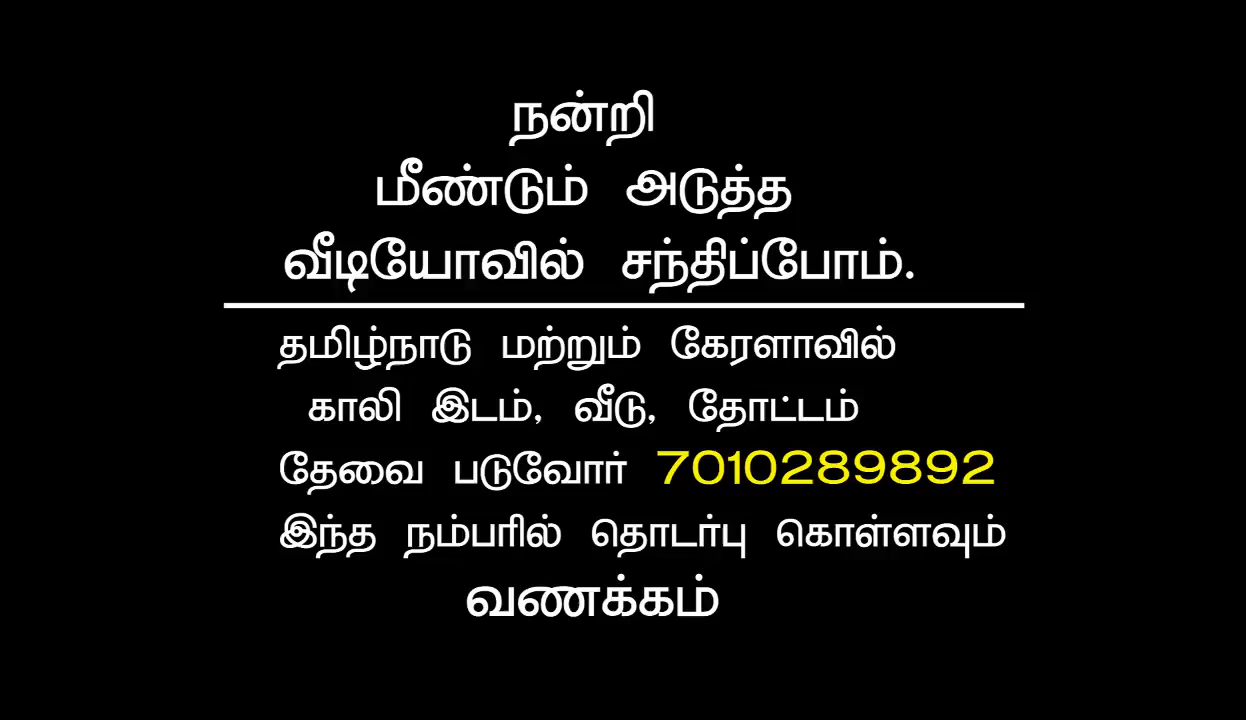 நன்றி
மீண்டும் அடுத்த
வீடியோவில் சந்திப்போம்.
தமிழ்நாடு மற்றும் கேரளாவில்
காலி இடம், வீடு, தோட்டம்
தேவை படுவோர் 7010289892
இந்த நம்பரில் தொடர்பு கொள்ளவும்
வணக்கம்